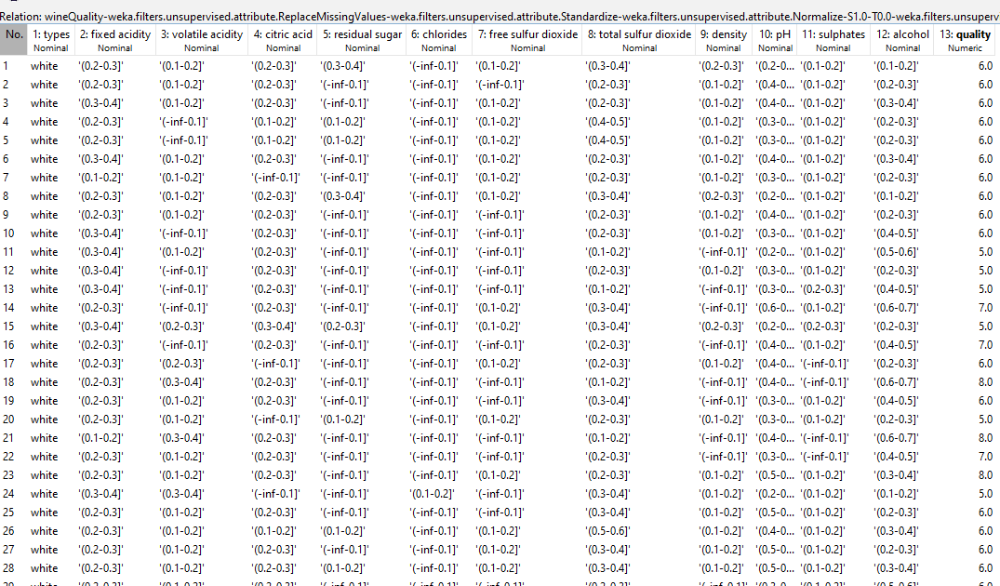 Relation: wineQuality-weka.filters.unsupervised.attribute.ReplaceMissingValues-weka.filters.unsupervised.attribute.Standardize-weka.filters.unsupervised.attribute.Normalize-S1.0-T0.0-weka.filters.unsuperv
No. 1: types 2: fixed acidity 3: volatile acidity 4: citric acid 5: residual sugar 6: chlorides 7: free sulfur dioxide 8: total sulfur dioxide 9: density 10: pH 11: sulphates 12: alcohol 13: quality
Nominal Nominal Nominal Nominal Nominal Nominal Nominal Nominal Nominal Nominal Nominal Nominal Numeric
1 white '(0.2-0.3]' '(0.1-0.2]' '(0.2-0.3]' '(0.3-0.4]' '(-inf-0.1]' '(0.1-0.2]' '(0.3-0.4]' '(0.2-0.3]' '(0.2-0... '(0.1-0.2]' '(0.1-0.2]' 6.0
2 white '(0.2-0.3]' '(0.1-0.2]' '(0.2-0.3]' '(-inf-0.1]' '(-inf-0.1]' '(-inf-0.1]' '(0.2-0.3]' '(0.1-0.2]' '(0.4-0... '(0.1-0.2]' '(0.2-0.3]' 6.0
3 white '(0.3-0.4]' '(0.1-0.2]' '(0.2-0.3]' '(-inf-0.1]' '(-inf-0.1]' '(0.1-0.2]' '(0.2-0.3]' '(0.1-0.2]' '(0.4-0... '(0.1-0.2]' '(0.3-0.4]' 6.0
4 white '(0.2-0.3]' '(-inf-0.1]' '(0.1-0.2]' '(0.1-0.2]' '(-inf-0.1]' '(0.1-0.2]' '(0.4-0.5]' '(0.1-0.2]' '(0.3-0... '(0.1-0.2]' '(0.2-0.3]' 6.0
5 white '(0.2-0.3]' '(-inf-0.1]' '(0.1-0.2]' '(0.1-0.2]' '(-inf-0.1]' '(0.1-0.2]' '(0.4-0.5]' '(0.1-0.2]' '(0.3-0... '(0.1-0.2]' '(0.2-0.3]' 6.0
6 white '(0.3-0.4]' '(0.1-0.2]' '(0.2-0.3]' '(-inf-0.1]' '(-inf-0.1]' '(0.1-0.2]' '(0.2-0.3]' '(0.1-0.2]' '(0.4-0... '(0.1-0.2]' '(0.3-0.4]' 6.0
7 white '(0.1-0.2]' '(0.1-0.2]' '(-inf-0.1]' '(-inf-0.1]' '(-inf-0.1]' '(0.1-0.2]' '(0.2-0.3]' '(0.1-0.2]' '(0.3-0... '(0.1-0.2]' '(0.2-0.3]' 6.0
8 white '(0.2-0.3]' '(0.1-0.2]' '(0.2-0.3]' '(0.3-0.4]' '(-inf-0.1]' '(0.1-0.2]' '(0.3-0.4]' '(0.2-0.3]' '(0.2-0... '(0.1-0.2]' '(0.1-0.2]' 6.0
9 white '(0.2-0.3]' '(0.1-0.2]' '(0.2-0.3]' '(-inf-0.1]' '(-inf-0.1]' '(-inf-0.1]' '(0.2-0.3]' '(0.1-0.2]' '(0.4-0... '(0.1-0.2]' '(0.2-0.3]' 6.0
10 white '(0.3-0.4]' '(-inf-0.1]' '(0.2-0.3]' '(-inf-0.1]' '(-inf-0.1]' '(-inf-0.1]' '(0.2-0.3]' '(0.1-0.2]' '(0.3-0... '(0.1-0.2]' '(0.4-0.5]' 6.0
11 white '(0.3-0.4]' '(0.1-0.2]' '(0.2-0.3]' '(-inf-0.1]' '(-inf-0.1]' '(-inf-0.1]' '(0.1-0.2]' '(-inf-0.1]' '(0.2-0... '(0.1-0.2]' '(0.5-0.6]' 5.0
12 white '(0.3-0.4]' '(-inf-0.1]' '(0.2-0.3]' '(-inf-0.1]' '(-inf-0.1]' '(-inf-0.1]' '(0.2-0.3]' '(0.1-0.2]' '(0.3-0... '(0.1-0.2]' '(0.2-0.3]' 5.0
13 white '(0.3-0.4]' '(-inf-0.1]' '(0.2-0.3]' '(-inf-0.1]' '(-inf-0.1]' '(-inf-0.1]' '(0.1-0.2]' '(-inf-0.1]' '(0.3-0... '(0.2-0.3]' '(0.4-0.5]' 5.0
14 white '(0.2-0.3]' '(-inf-0.1]' '(0.2-0.3]' '(-inf-0.1]' '(-inf-0.1]' '(0.1-0.2]' '(0.3-0.4]' '(-inf-0.1]' '(0.6-0... '(0.1-0.2]' '(0.6-0.7]' 7.0
15 white '(0.3-0.4]' '(0.2-0.3]' '(0.3-0.4]' '(0.2-0.3]' '(-inf-0.1]' '(0.1-0.2]' '(0.3-0.4]' '(0.2-0.3]' '(0.2-0... '(0.2-0.3]' '(0.2-0.3]' 5.0
16 white '(0.2-0.3]' '(-inf-0.1]' '(0.2-0.3]' '(-inf-0.1]' '(-inf-0.1]' '(-inf-0.1]' '(0.2-0.3]' '(-inf-0.1]' '(0.4-0... '(0.1-0.2]' '(0.4-0.5]' 7.0
17 white '(0.2-0.3]' '(0.2-0.3]' '(-inf-0.1]' '(-inf-0.1]' '(-inf-0.1]' '(0.1-0.2]' '(0.2-0.3]' '(0.1-0.2]' '(0.4-0... '(-inf-0.1]' '(0.2-0.3]' 6.0
18 white '(0.2-0.3]' '(0.3-0.4]' '(0.2-0.3]' '(-inf-0.1]' '(-inf-0.1]' '(-inf-0.1]' '(0.1-0.2]' '(-inf-0.1]' '(0.4-0... '(-inf-0.1]' '(0.6-0.7]' 8.0
19 white '(0.2-0.3]' '(0.1-0.2]' '(0.2-0.3]' '(-inf-0.1]' '(-inf-0.1]' '(-inf-0.1]' '(0.3-0.4]' '(-inf-0.1]' '(0.3-0... '(0.1-0.2]' '(0.4-0.5]' 6.0
20 white '(0.2-0.3]' '(0.1-0.2]' '(-inf-0.1]' '(0.1-0.2]' '(-inf-0.1]' '(0.1-0.2]' '(0.2-0.3]' '(0.1-0.2]' '(0.3-0... '(0.1-0.2]' '(0.2-0.3]' 5.0
21 white '(0.1-0.2]' '(0.3-0.4]' '(0.2-0.3]' '(-inf-0.1]' '(-inf-0.1]' '(-inf-0.1]' '(0.1-0.2]' '(-inf-0.1]' '(0.4-0... '(-inf-0.1]' '(0.6-0.7]' 8.0
22 white '(0.2-0.3]' '(0.1-0.2]' '(0.2-0.3]' '(-inf-0.1]' '(-inf-0.1]' '(-inf-0.1]' '(0.2-0.3]' '(-inf-0.1]' '(0.3-0... '(-inf-0.1]' '(0.4-0.5]' 7.0
23 white '(0.2-0.3]' '(0.1-0.2]' '(0.2-0.3]' '(-inf-0.1]' '(-inf-0.1]' '(0.1-0.2]' '(0.2-0.3]' '(0.1-0.2]' '(0.5-0... '(0.1-0.2]' '(0.3-0.4]' 8.0
24 white '(0.3-0.4]' '(0.3-0.4]' '(-inf-0.1]' '(-inf-0.1]' '(0.1-0.2]' '(-inf-0.1]' '(0.3-0.4]' '(0.1-0.2]' '(0.2-0... '(0.1-0.2]' '(0.1-0.2]' 5.0
25 white '(0.2-0.3]' '(0.1-0.2]' '(0.2-0.3]' '(-inf-0.1]' '(-inf-0.1]' '(-inf-0.1]' '(0.3-0.4]' '(0.1-0.2]' '(0.5-0... '(0.1-0.2]' '(0.2-0.3]' 6.0
26 white '(0.2-0.3]' '(0.1-0.2]' '(0.1-0.2]' '(0.1-0.2]' '(-inf-0.1]' '(0.1-0.2]' '(0.5-0.6]' '(0.1-0.2]' '(0.4-0... '(0.1-0.2]' '(0.3-0.4]' 6.0
27 white '(0.2-0.3]' '(0.1-0.2]' '(0.2-0.3]' '(-inf-0.1]' '(-inf-0.1]' '(0.1-0.2]' '(0.3-0.4]' '(0.1-0.2]' '(0.5-0... '(0.1-0.2]' '(0.2-0.3]' 6.0
28 white '(0.2-0.3]' '(0.1-0.2]' '(0.2-0.3]' '(0.1-0.2]' '(-inf-0.1]' '(0.1-0.2]' '(0.3-0.4]' '(0.1-0.2]' '(0.5-0... '(0.1-0.2]' '(0.3-0.4]' 6.0